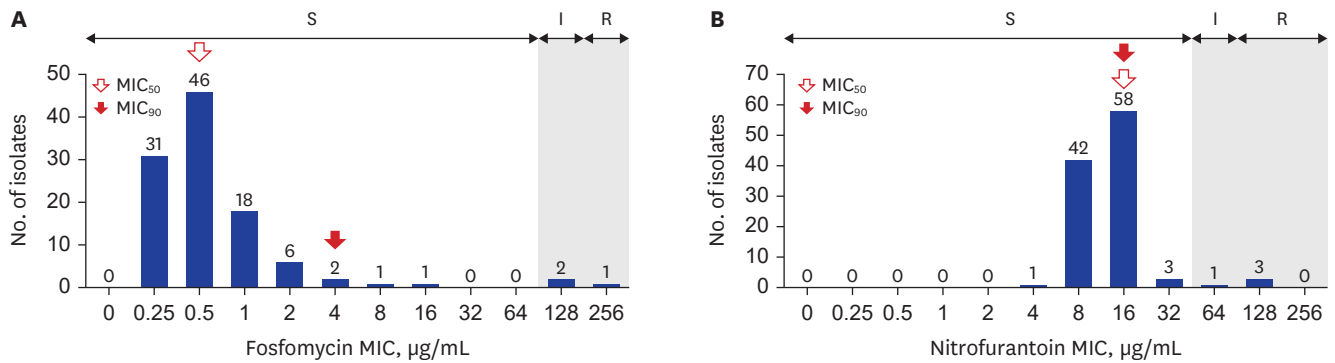 A
S
I
R
MIC50
MIC90
50
40
30
20
10
0
No. of isolates
0
31
46
18
6
2
1
1
0
0
2
1
0 0.25 0.5 1 2 4 8 16 32 64 128 256
Fosfomycin MIC, µg/mL
B
S
I
R
MIC50
MIC90
70
60
50
40
30
20
10
0
No. of isolates
0
0
0
0
0
1
42
58
3
1
3
0
0 0.25 0.5 1 2 4 8 16 32 64 128 256
Nitrofurantoin MIC, µg/mL